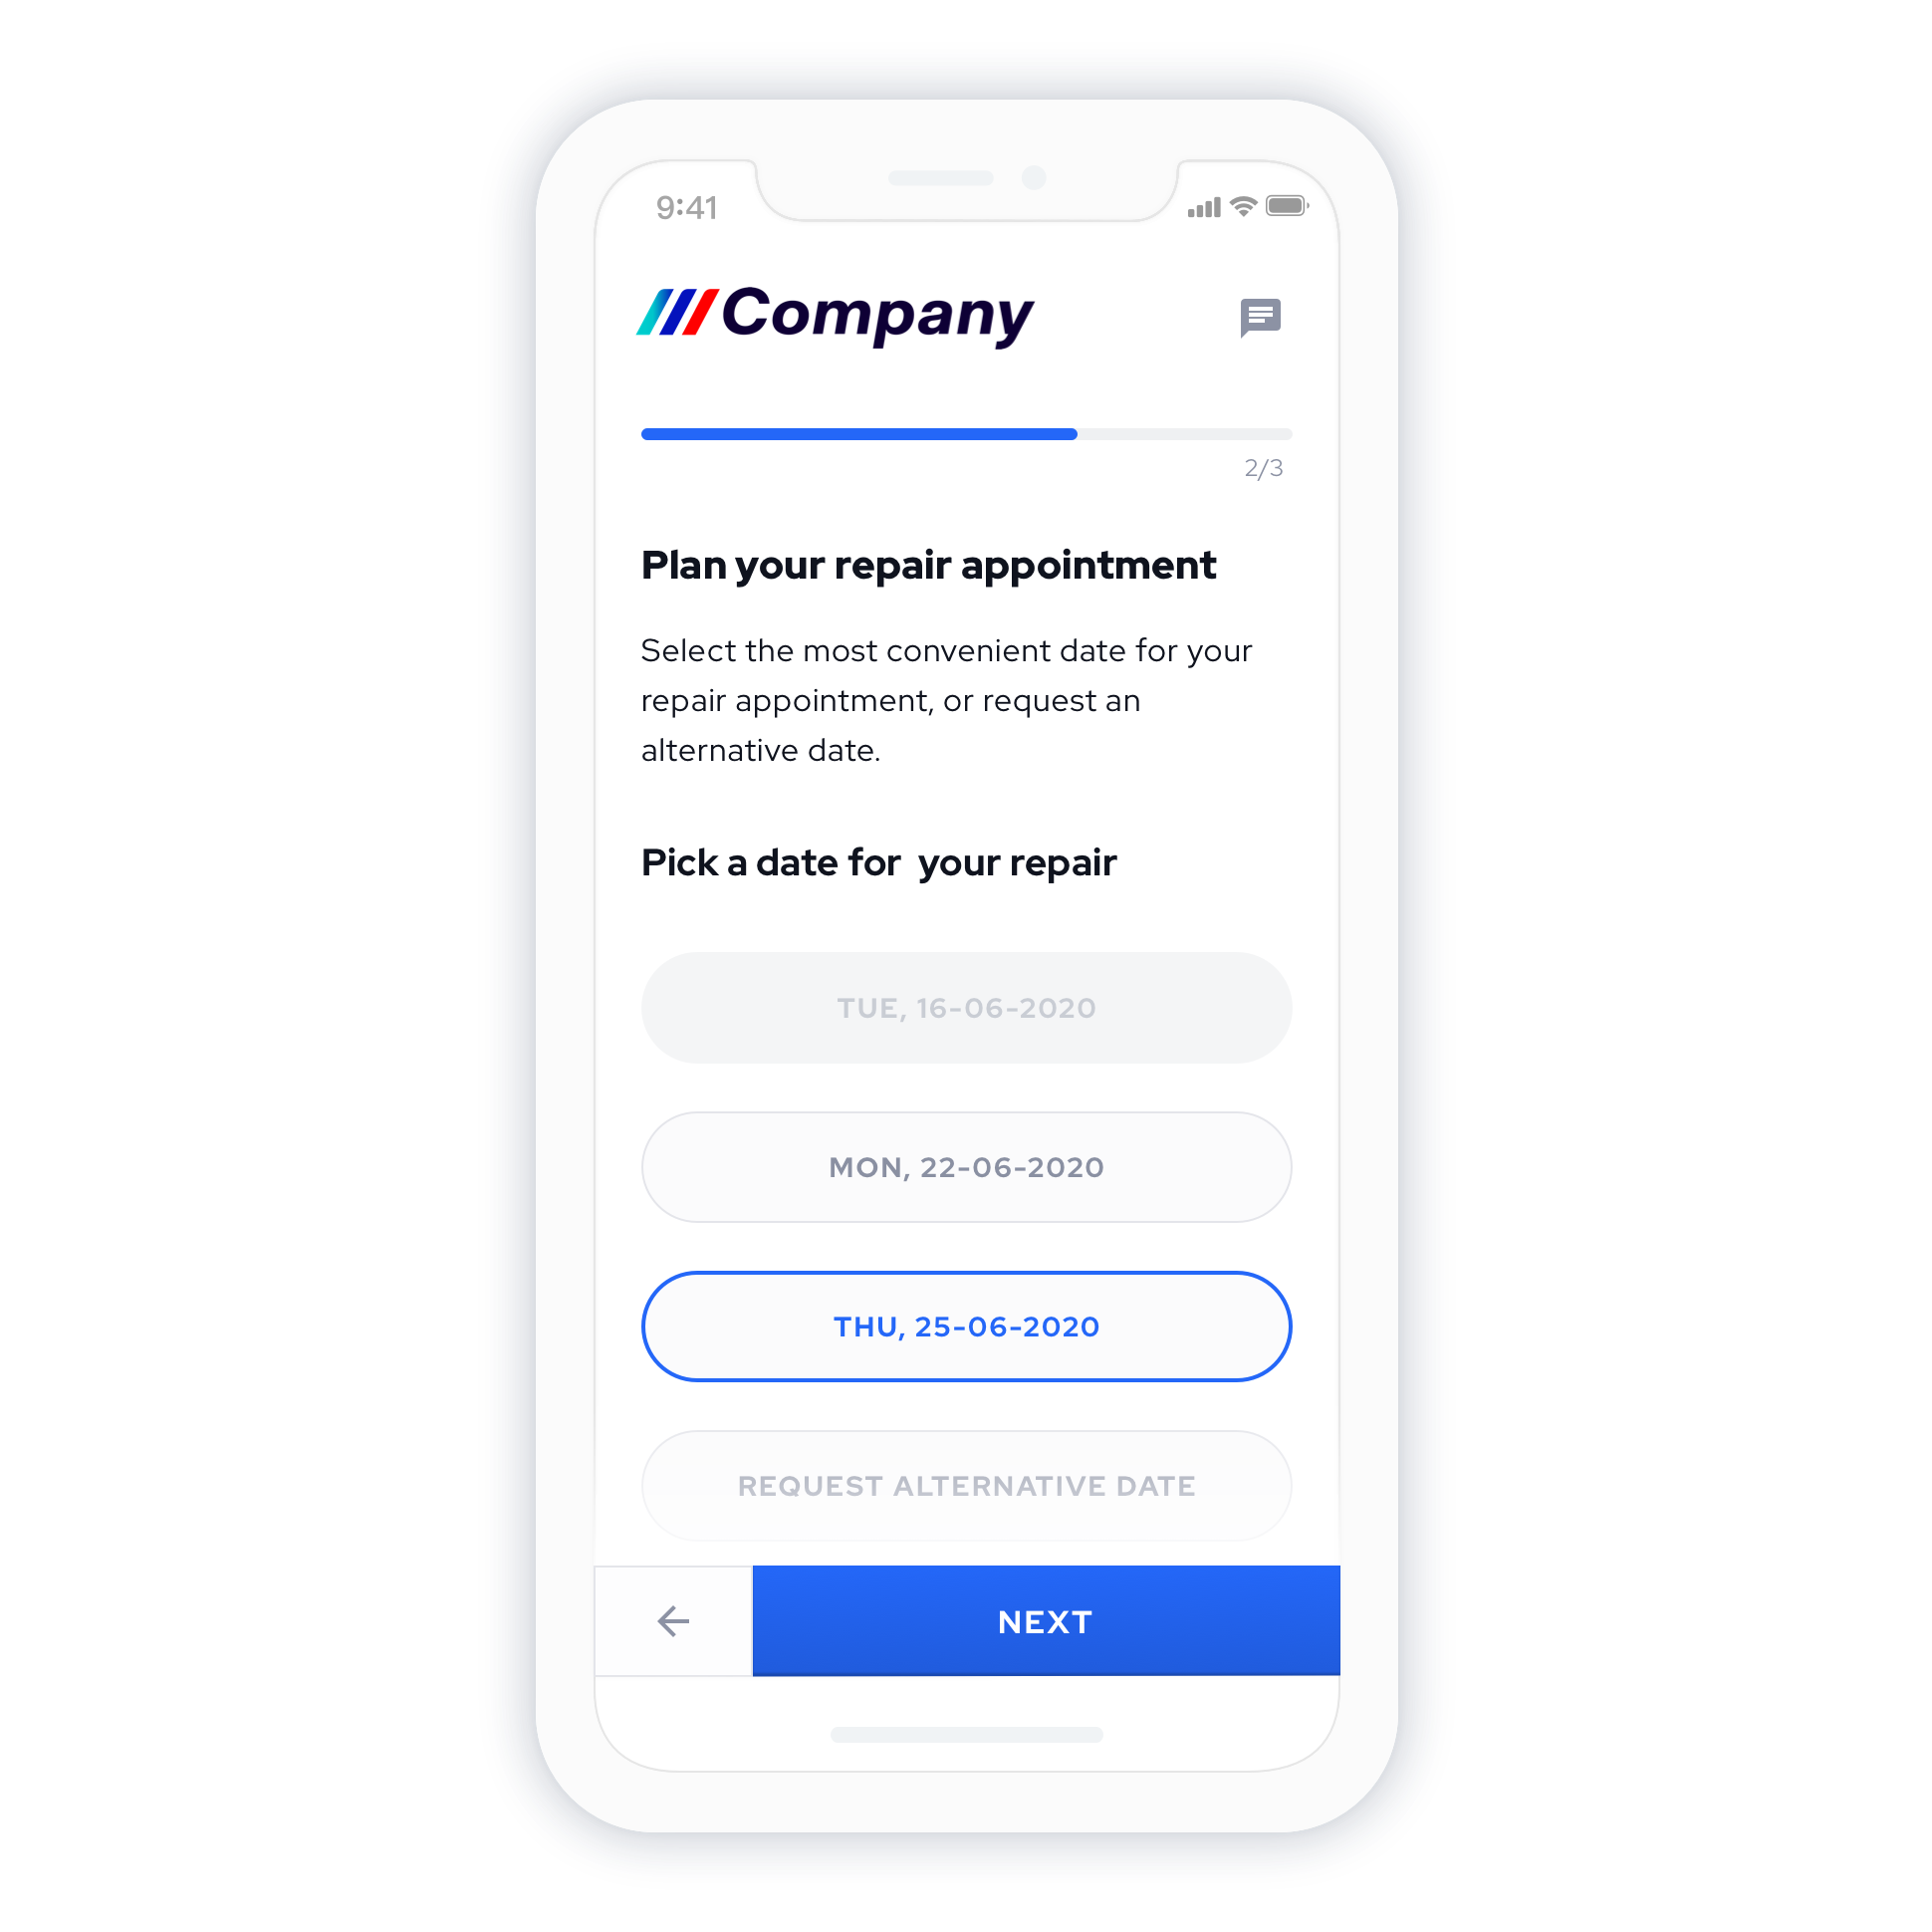 9:41
Company
2/3
Plan your repair appointment
Select the most convenient date for your
repair appointment, or request an
alternative date.
Pick a date for  your repair
TUE, 16-06-2020
MON, 22-06-2020
THU, 25-06-2020
REQUEST ALTERNATIVE DATE
NEXT